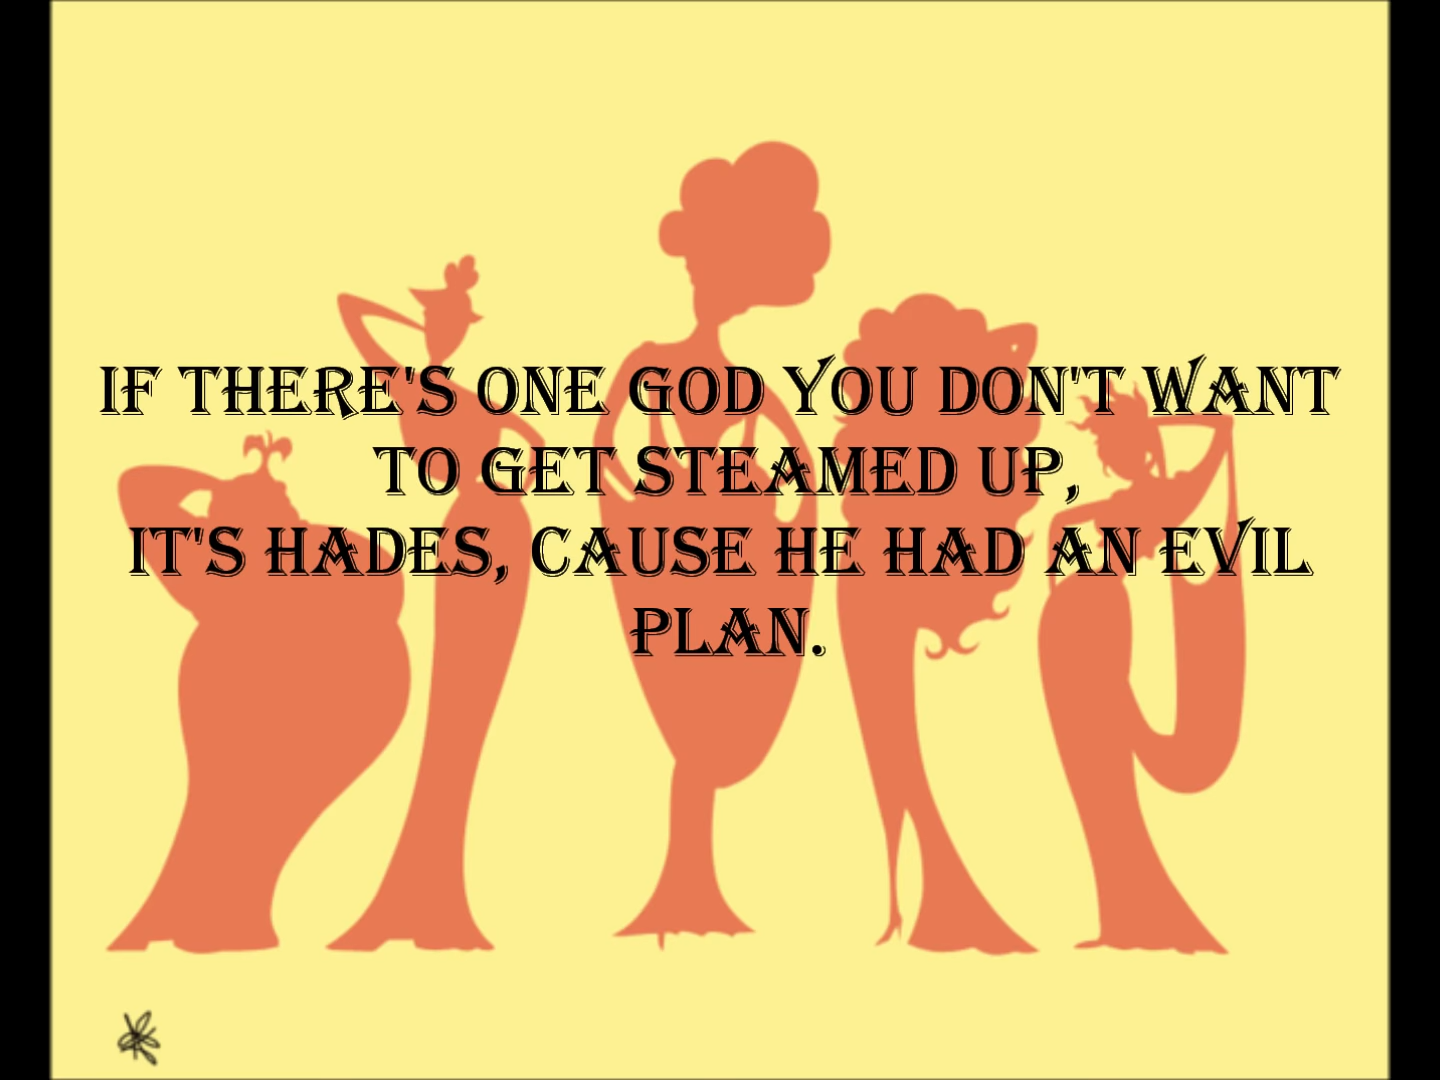 IF THERE'S ONE GOD YOU DON'T WANT
TO GET STEAMED UP,
IT'S HADES, CAUSE HE HAD AN EVIL
PLAN.